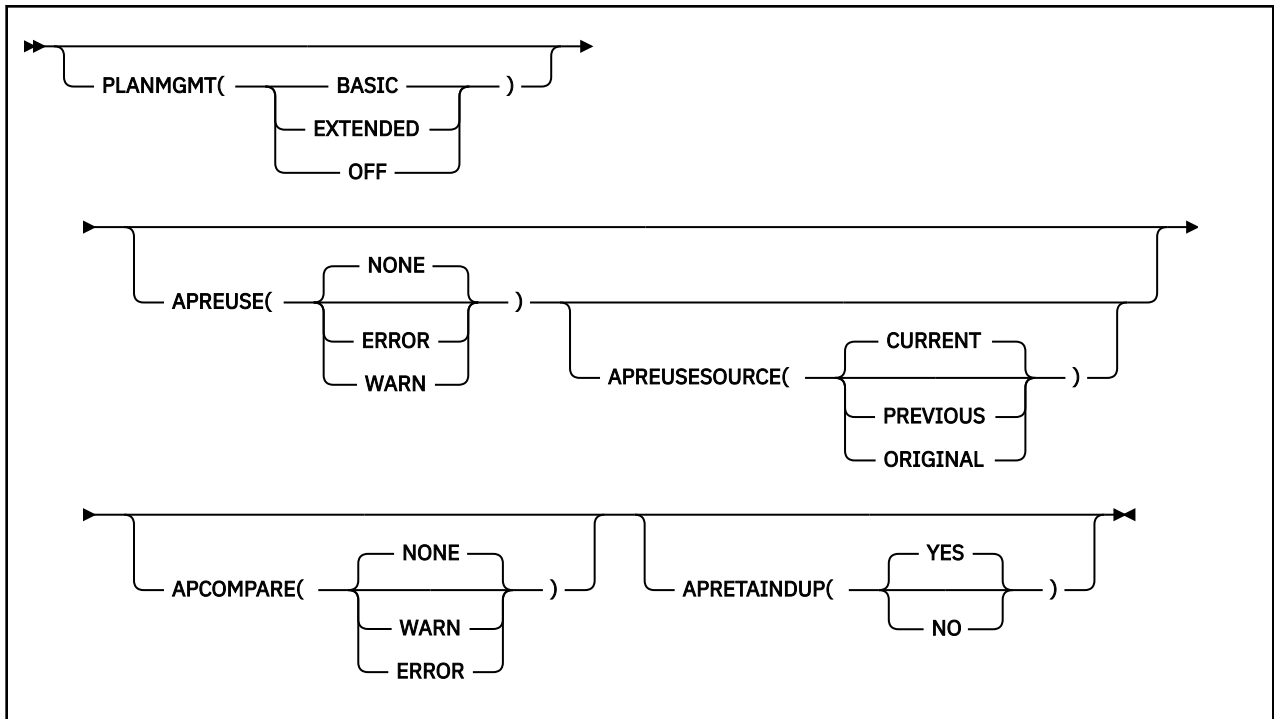 PLANMGMT( BASIC )
EXTENDED
OFF
NONE
APREUSE( )
ERROR
WARN
CURRENT
APREUSESOURCE( )
PREVIOUS
ORIGINAL
NONE
APCOMPARE( )
WARN
ERROR
YES
APRETAINDUP( )
NO